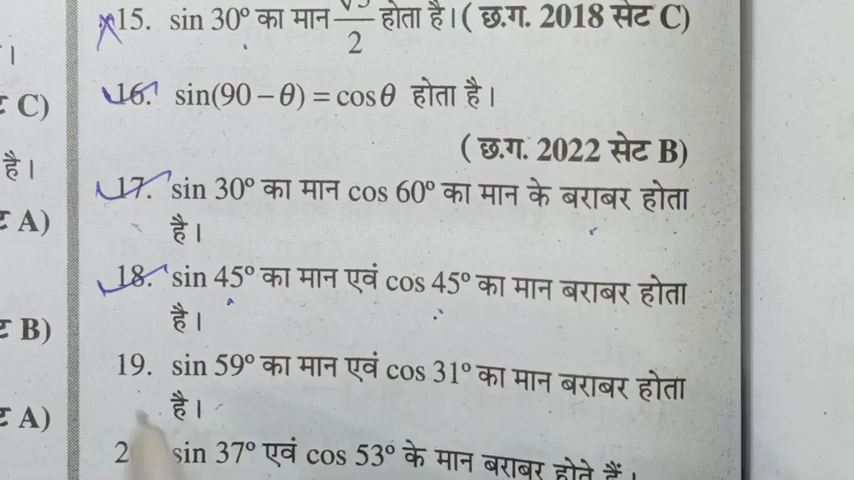 15. sin 30° का मान √3/2 होता है। ( छ.ग. 2018 सेट C)
।
16. sin(90 – θ) = cosθ होता है।
C)
( छ.ग. 2022 सेट B)
है।
17. sin 30° का मान cos 60° का मान के बराबर होता
है।
A)
18. sin 45° का मान एवं cos 45° का मान बराबर होता
है।
B)
19. sin 59° का मान एवं cos 31° का मान बराबर होता
है।
A)
2 sin 37° एवं cos 53° के मान बराबर होते हैं।